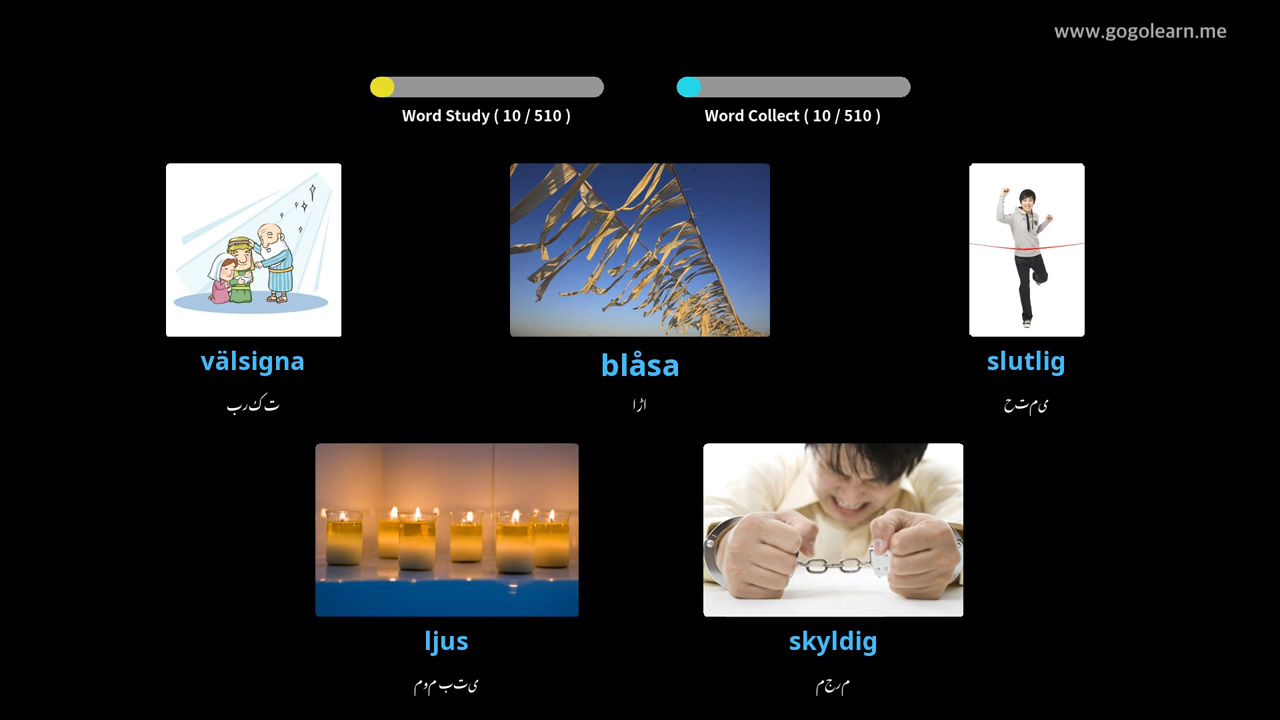 www.gogolearn.me
Word Study ( 10 / 510 )
Word Collect ( 10 / 510 )
välsigna
blåsa
slutlig
برکت
اڑا
حتمی
ljus
skyldig
موم بتی
مجرم